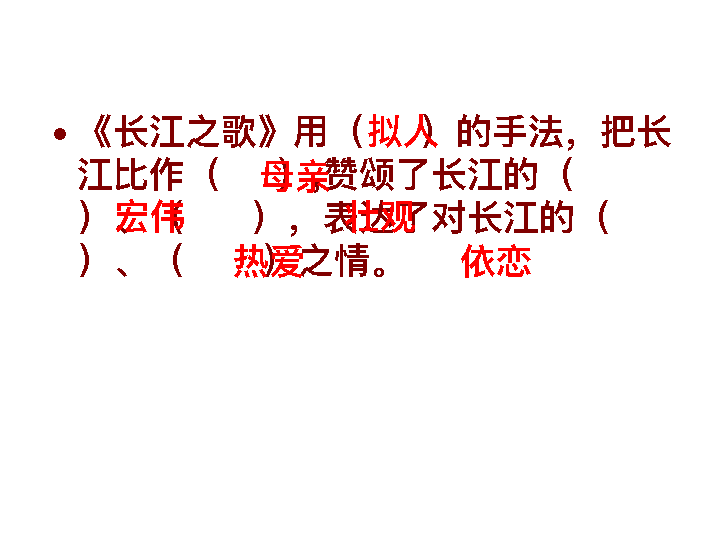 •《长江之歌》用（拟人）的手法，把长
江比作（ 母亲），赞颂了长江的（
）宏伟、（ ），表达了对长江的（ 壮观
）、（ 热爱）之情。 依恋